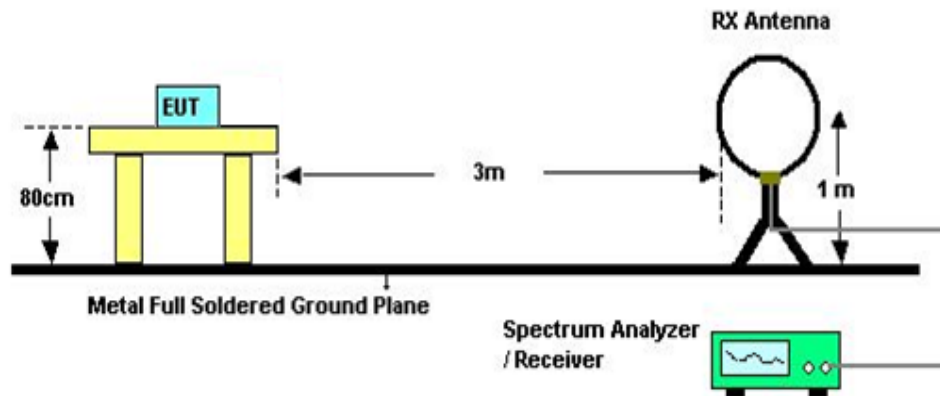 RX Antenna
EUT
3m
80cm
1 m
Metal Full Soldered Ground Plane
Spectrum Analyzer
/ Receiver